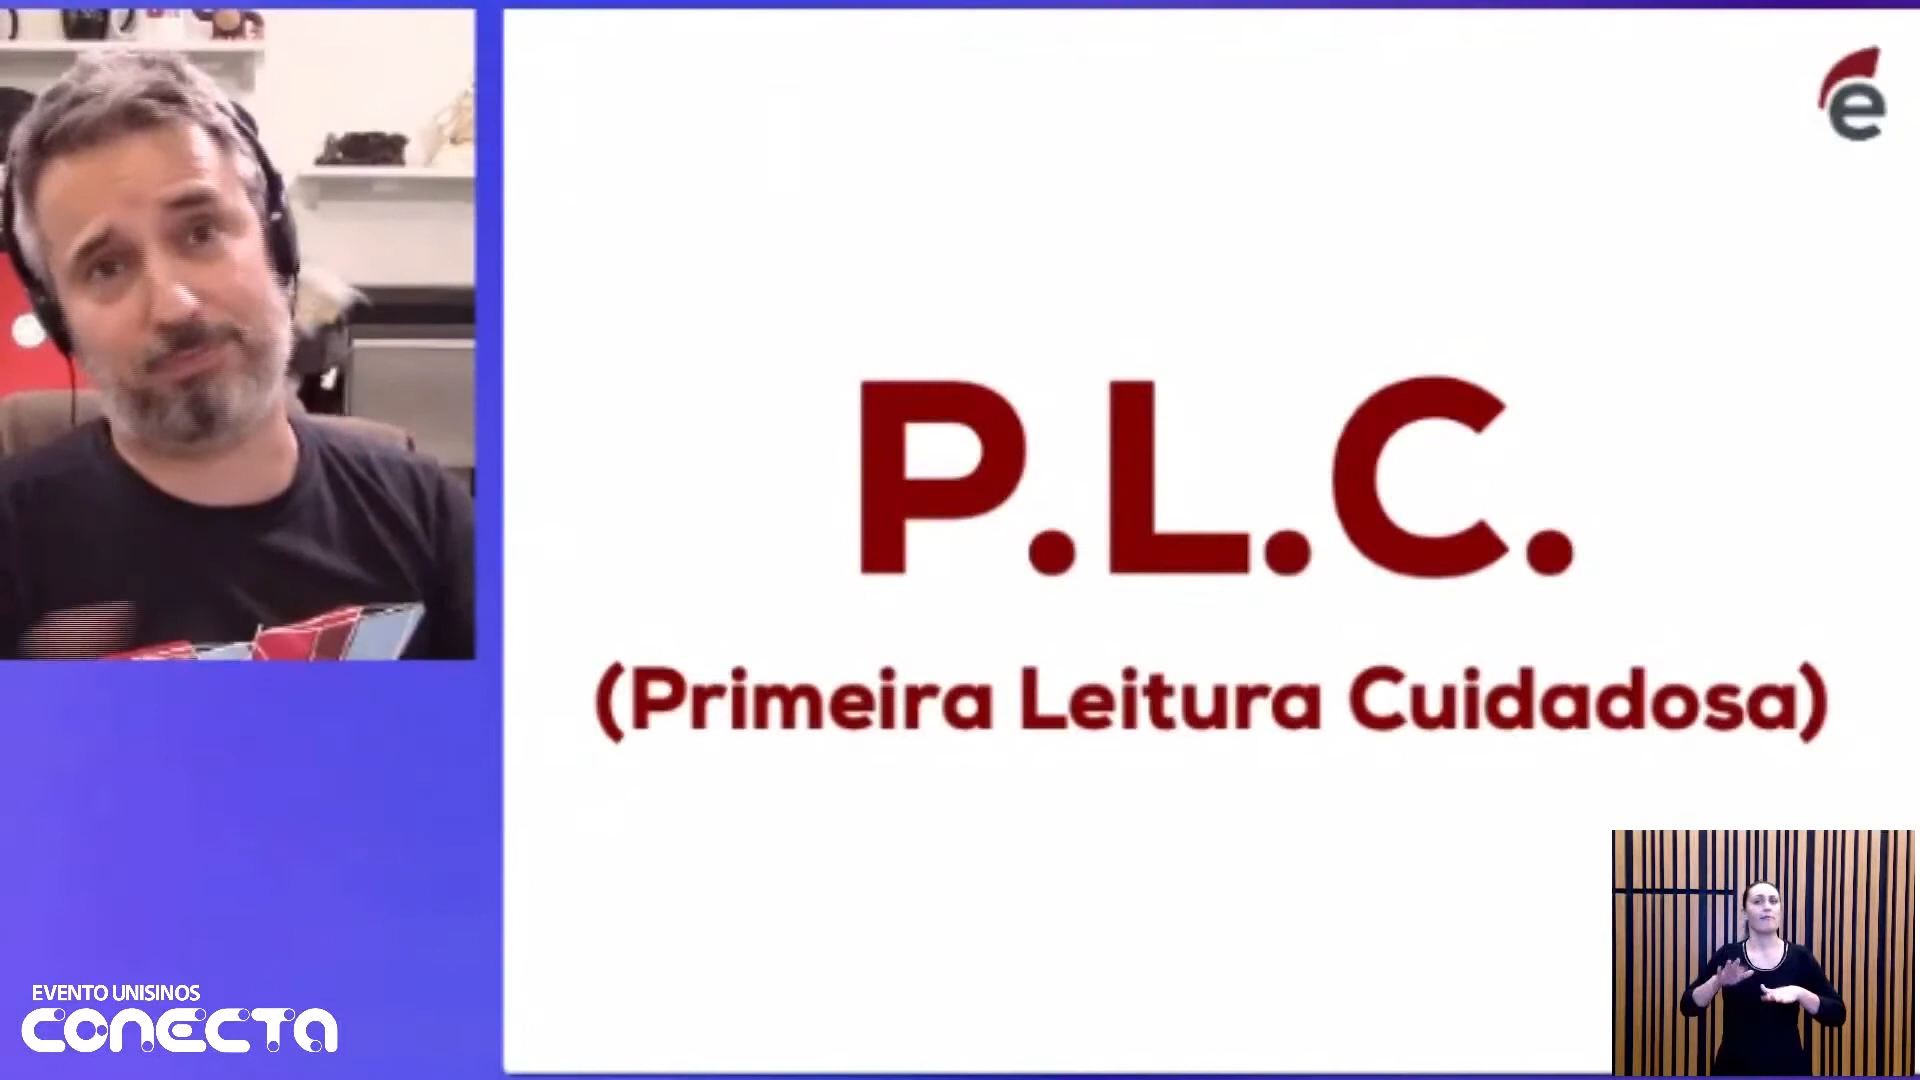 P.L.C.
(Primeira Leitura Cuidadosa)
e
EVENTO UNISINOS
CONECTA